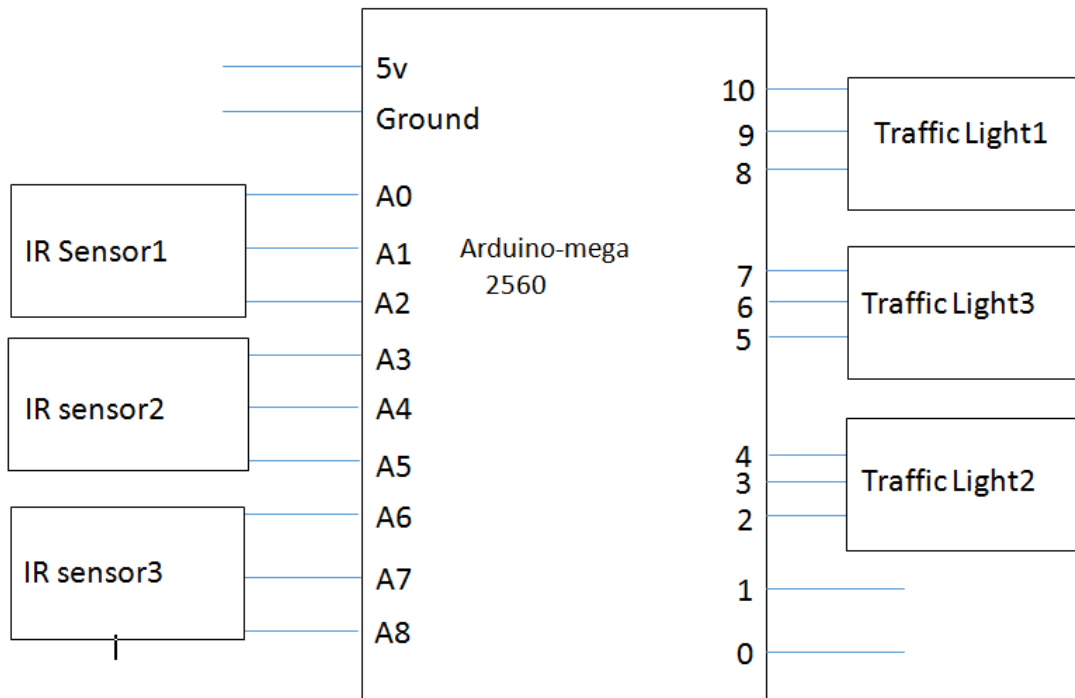 5v
Ground
A0
A1
A2
A3
A4
A5
A6
A7
A8
IR Sensor1
IR sensor2
IR sensor3
Arduino-mega
2560
10
9
8
7
6
5
4
3
2
1
0
Traffic Light1
Traffic Light3
Traffic Light2